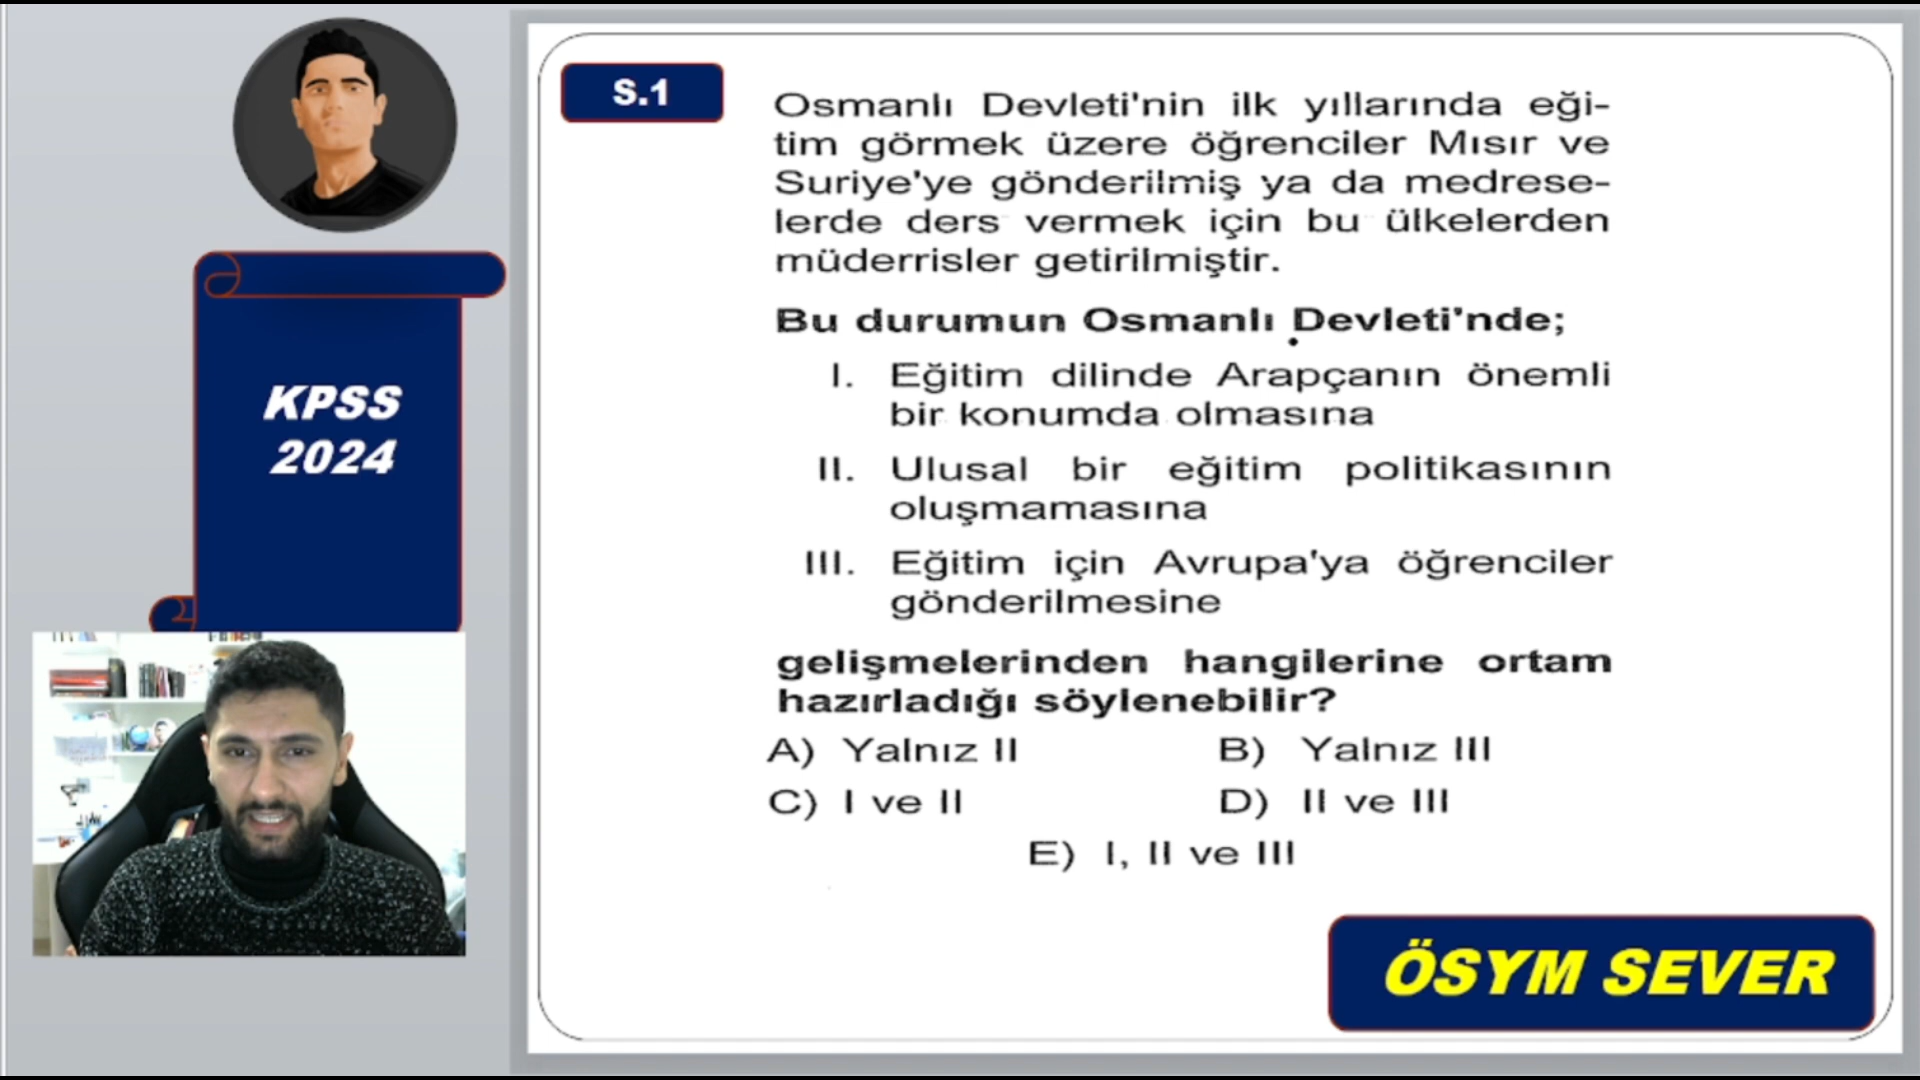 S.1
Osmanlı Devleti'nin ilk yıllarında eği-
tim görmek üzere öğrenciler Mısır ve
Suriye'ye gönderilmiş ya da medrese-
lerde ders vermek için bu ülkelerden
müderrisler getirilmiştir.
Bu durumun Osmanlı Devleti'nde;
I. Eğitim dilinde Arapçanın önemli
bir konumda olmasına
II. Ulusal bir eğitim politikasının
oluşmamasına
III. Eğitim için Avrupa'ya öğrenciler
gönderilmesine
gelişmelerinden hangilerine ortam
hazırladığı söylenebilir?
A) Yalnız II B) Yalnız III
C) I ve II D) II ve III
E) I, II ve III
KPSS
2024
ÖSYM SEVER